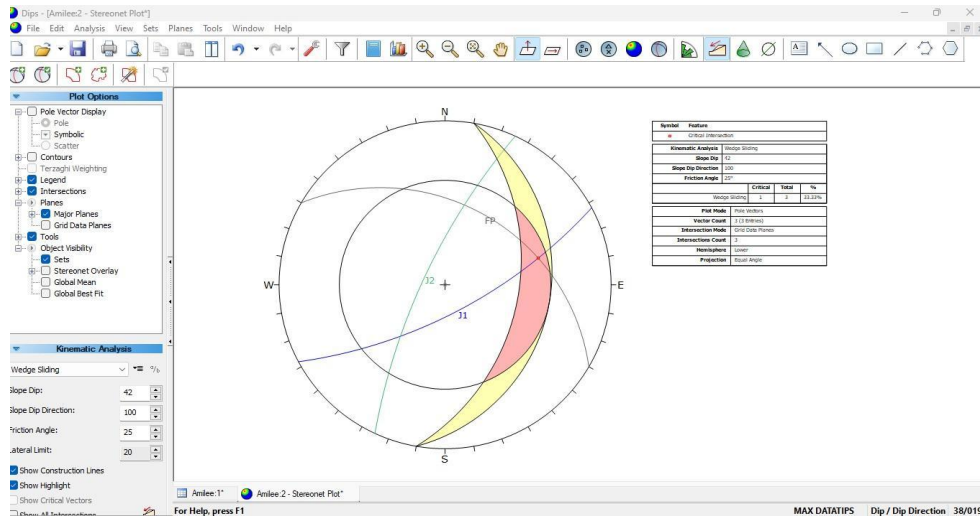 Dips - [Amilee:2 - Stereonet Plot*]
File Edit Analysis View Sets Planes Tools Window Help
Plot Options
Pole Vector Display
Pole
Symbolic
Scatter
Contours
Terzaghi Weighting
Legend
Intersections
Planes
Major Planes
Grid Data Planes
Tools
Object Visibility
Sets
Stereonet Overlay
Global Mean
Global Best Fit
Kinematic Analysis
Wedge Sliding
Slope Dip: 42
Slope Dip Direction: 100
Friction Angle: 25
Lateral Limit: 20
Show Construction Lines
Show Highlight
Show Critical Vectors
Show All Intersections
N
FP
W
J2
E
J1
S
Symbol Feature
Critical Intersection
Kinematic Analysis Wedge Sliding
Slope Dip 42
Slope Dip Direction 100
Friction Angle 25°
Critical Total %
Wedge Sliding 1 3 33.33%
Plot Mode Pole Vectors
Vector Count 3 (3 Entries)
Intersection Mode Grid Data Planes
Intersections Count 3
Hemisphere Lower
Projection Equal Angle
Amilee:1* Amilee:2 - Stereonet Plot*
For Help, press F1 MAX DATATIPS Dip / Dip Direction